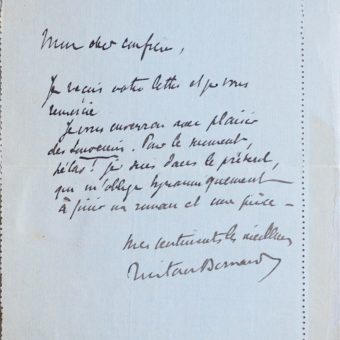 Mon cher confrère,
Je reçois votre lettre et je vous
remercie
Je vous enverrai avec plaisir
des Souvenirs. Pour le moment,
hélas ! je suis dans le présent,
qui m'oblige tyranniquement
à finir un roman et une pièce –
Mes sentiments les meilleurs
Tristan Bernard